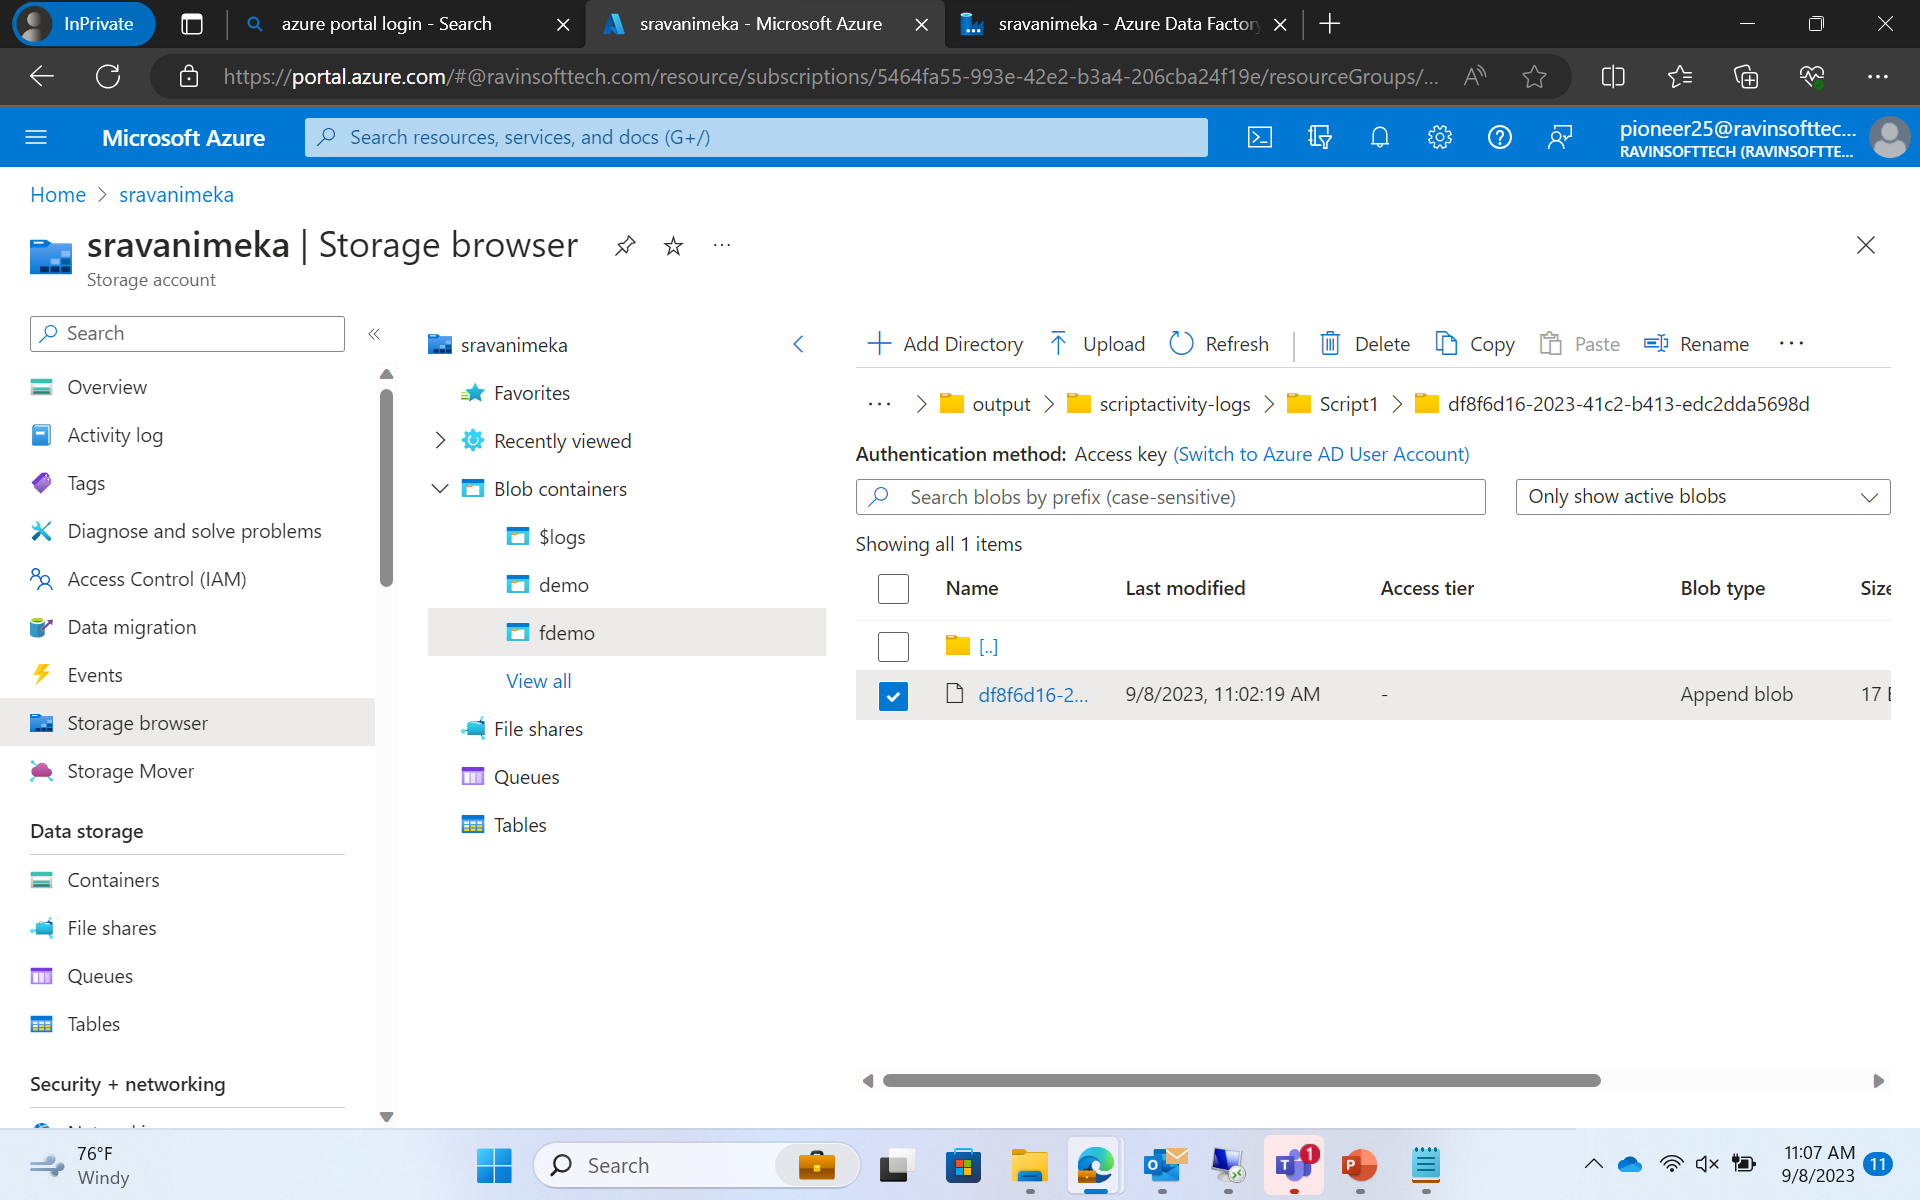 InPrivate
azure portal login - Search
sravanimeka - Microsoft Azure
sravanimeka - Azure Data Factory
https://portal.azure.com/#@ravinsofttech.com/resource/subscriptions/5464fa55-993e-42e2-b3a4-206cba24f19e/resourceGroups/...
Microsoft Azure
Search resources, services, and docs (G+/)
pioneer25@ravinsofttec...
RAVINSOFTTECH (RAVINSOFTTE...
Home > sravanimeka
sravanimeka | Storage browser
Storage account
Search
Overview
Activity log
Tags
Diagnose and solve problems
Access Control (IAM)
Data migration
Events
Storage browser
Storage Mover
Data storage
Containers
File shares
Queues
Tables
Security + networking
sravanimeka
Favorites
Recently viewed
Blob containers
$logs
demo
fdemo
View all
File shares
Queues
Tables
Add Directory
Upload
Refresh
Delete
Copy
Paste
Rename
... > output > scriptactivity-logs > Script1 > df8f6d16-2023-41c2-b413-edc2dda5698d
Authentication method: Access key (Switch to Azure AD User Account)
Search blobs by prefix (case-sensitive)
Only show active blobs
Showing all 1 items
Name Last modified Access tier Blob type Size
[..]
df8f6d16-2... 9/8/2023, 11:02:19 AM - Append blob 17
76°F
Windy
Search
1
11:07 AM
9/8/2023
11